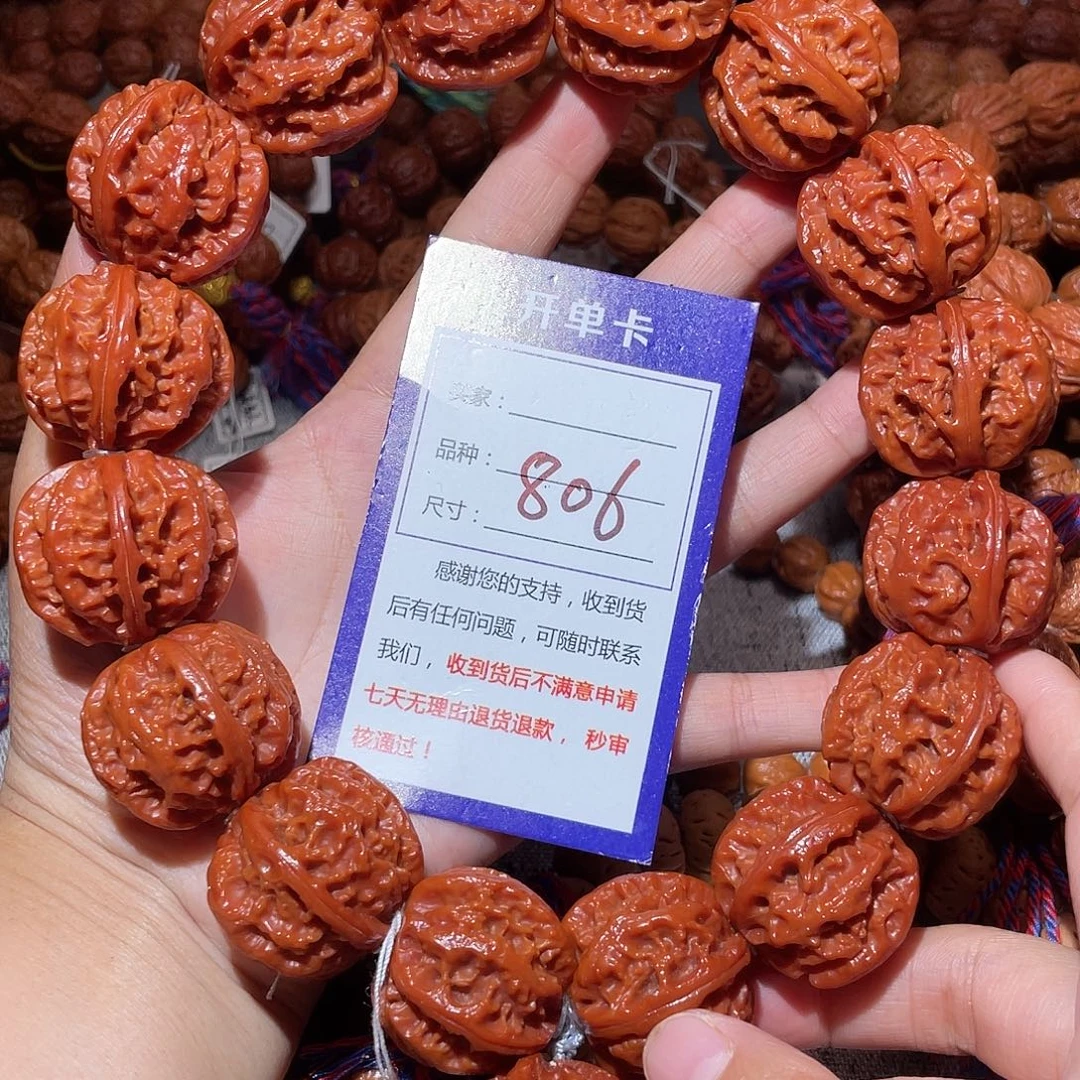 开单卡
买家：
品种：
806
尺寸：
感谢您的支持，收到货
后有任何问题，可随时联系
我们，收到货后不满意申请
七天无理由退货退款，秒审
核通过！